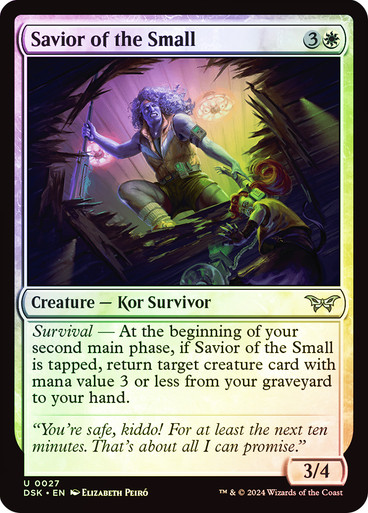 Savior of the Small 3
Creature — Kor Survivor
Survival — At the beginning of your
second main phase, if Savior of the Small
is tapped, return target creature card with
mana value 3 or less from your graveyard
to your hand.
“You’re safe, kiddo! For at least the next ten
minutes. That’s about all I can promise.”
3/4
U 0027
DSK • EN Elizabeth Peiró
™ & © 2024 Wizards of the Coast